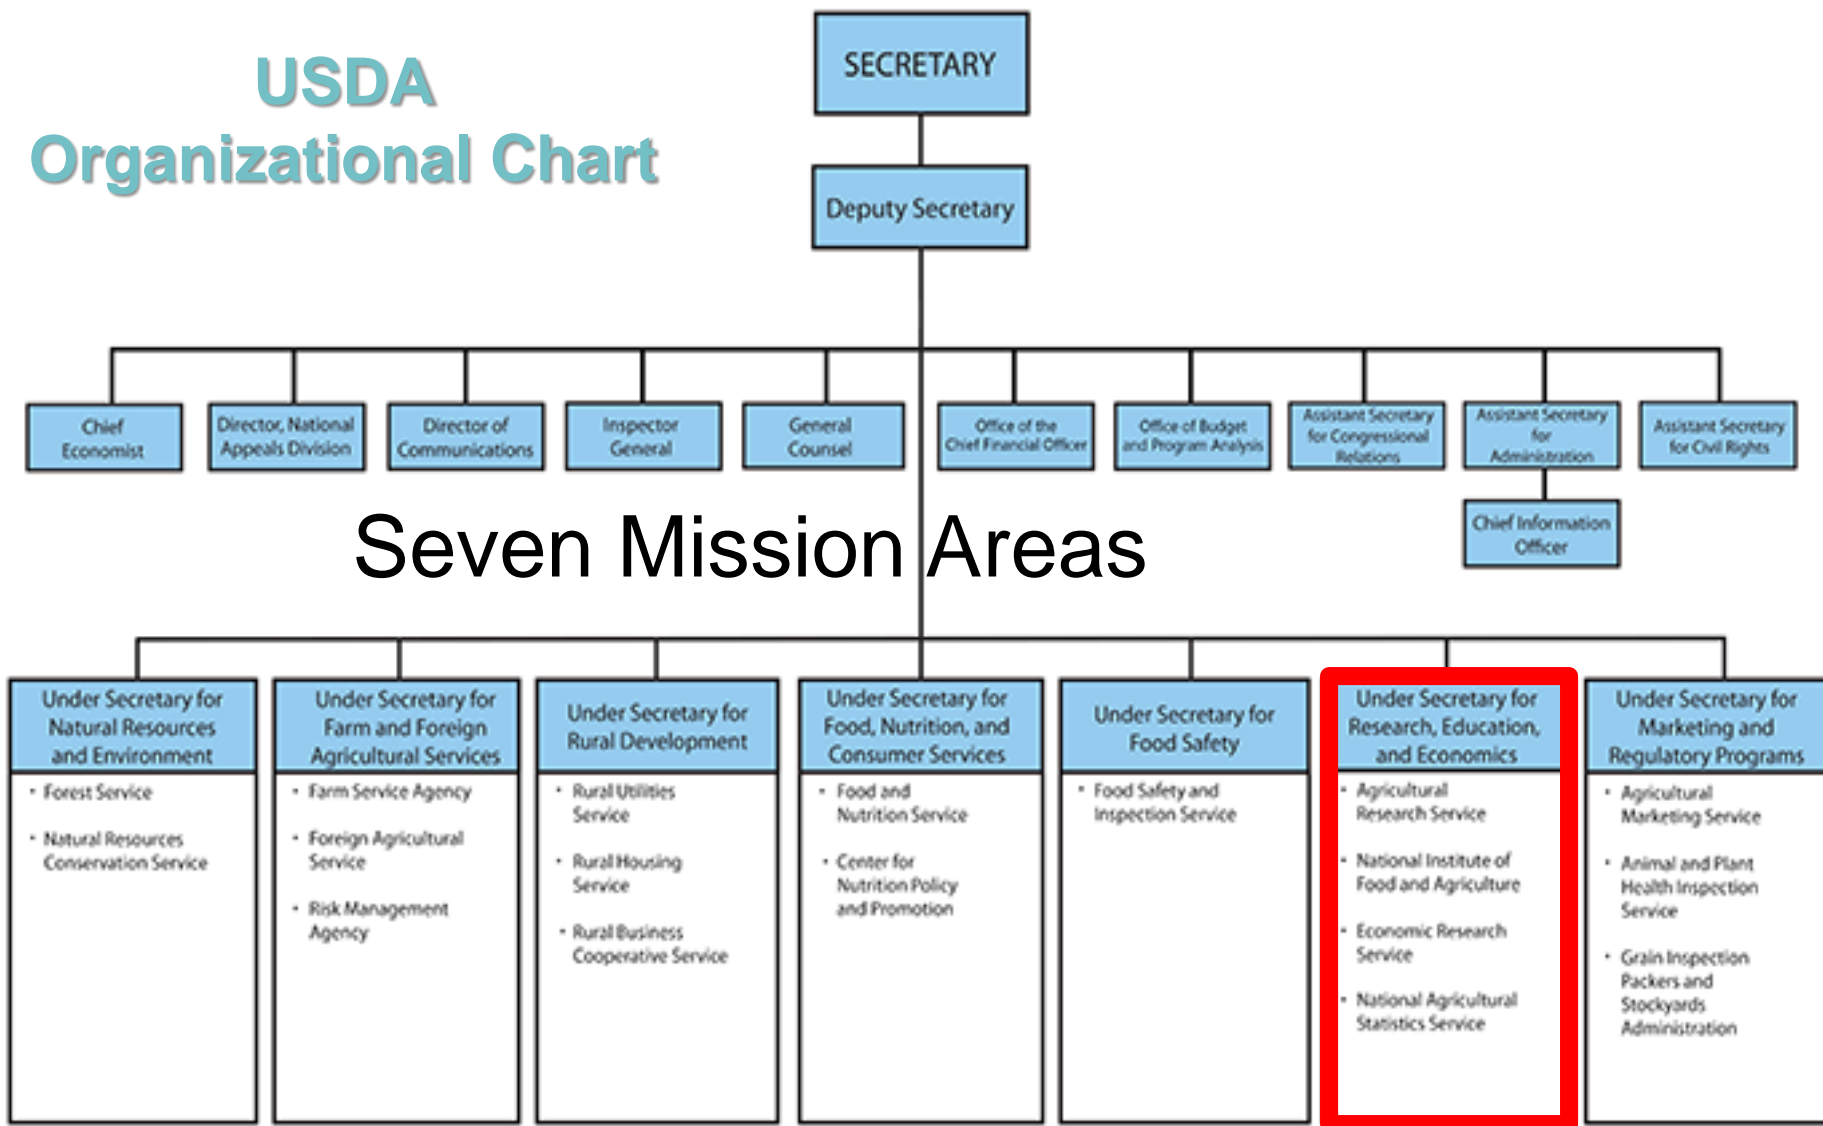 USDA
Organizational Chart
SECRETARY
Deputy Secretary
Chief
Economist
Director, National
Appeals Division
Director of
Communications
Inspector
General
General
Counsel
Office of the
Chief Financial Officer
Office of Budget
and Program Analysis
Assistant Secretary
for Congressional
Relations
Assistant Secretary
for
Administration
Assistant Secretary
for Civil Rights
Chief Information
Officer
Seven Mission Areas
Under Secretary for
Natural Resources
and Environment
• Forest Service
• Natural Resources
Conservation Service
Under Secretary for
Farm and Foreign
Agricultural Services
• Farm Service Agency
• Foreign Agricultural
Service
• Risk Management
Agency
Under Secretary for
Rural Development
• Rural Utilities
Service
• Rural Housing
Service
• Rural Business
Cooperative Service
Under Secretary for
Food, Nutrition, and
Consumer Services
• Food and
Nutrition Service
• Center for
Nutrition Policy
and Promotion
Under Secretary for
Food Safety
• Food Safety and
Inspection Service
Under Secretary for
Research, Education,
and Economics
• Agricultural
Research Service
• National Institute of
Food and Agriculture
• Economic Research
Service
• National Agricultural
Statistics Service
Under Secretary for
Marketing and
Regulatory Programs
• Agricultural
Marketing Service
• Animal and Plant
Health Inspection
Service
• Grain Inspection
Packers and
Stockyards
Administration